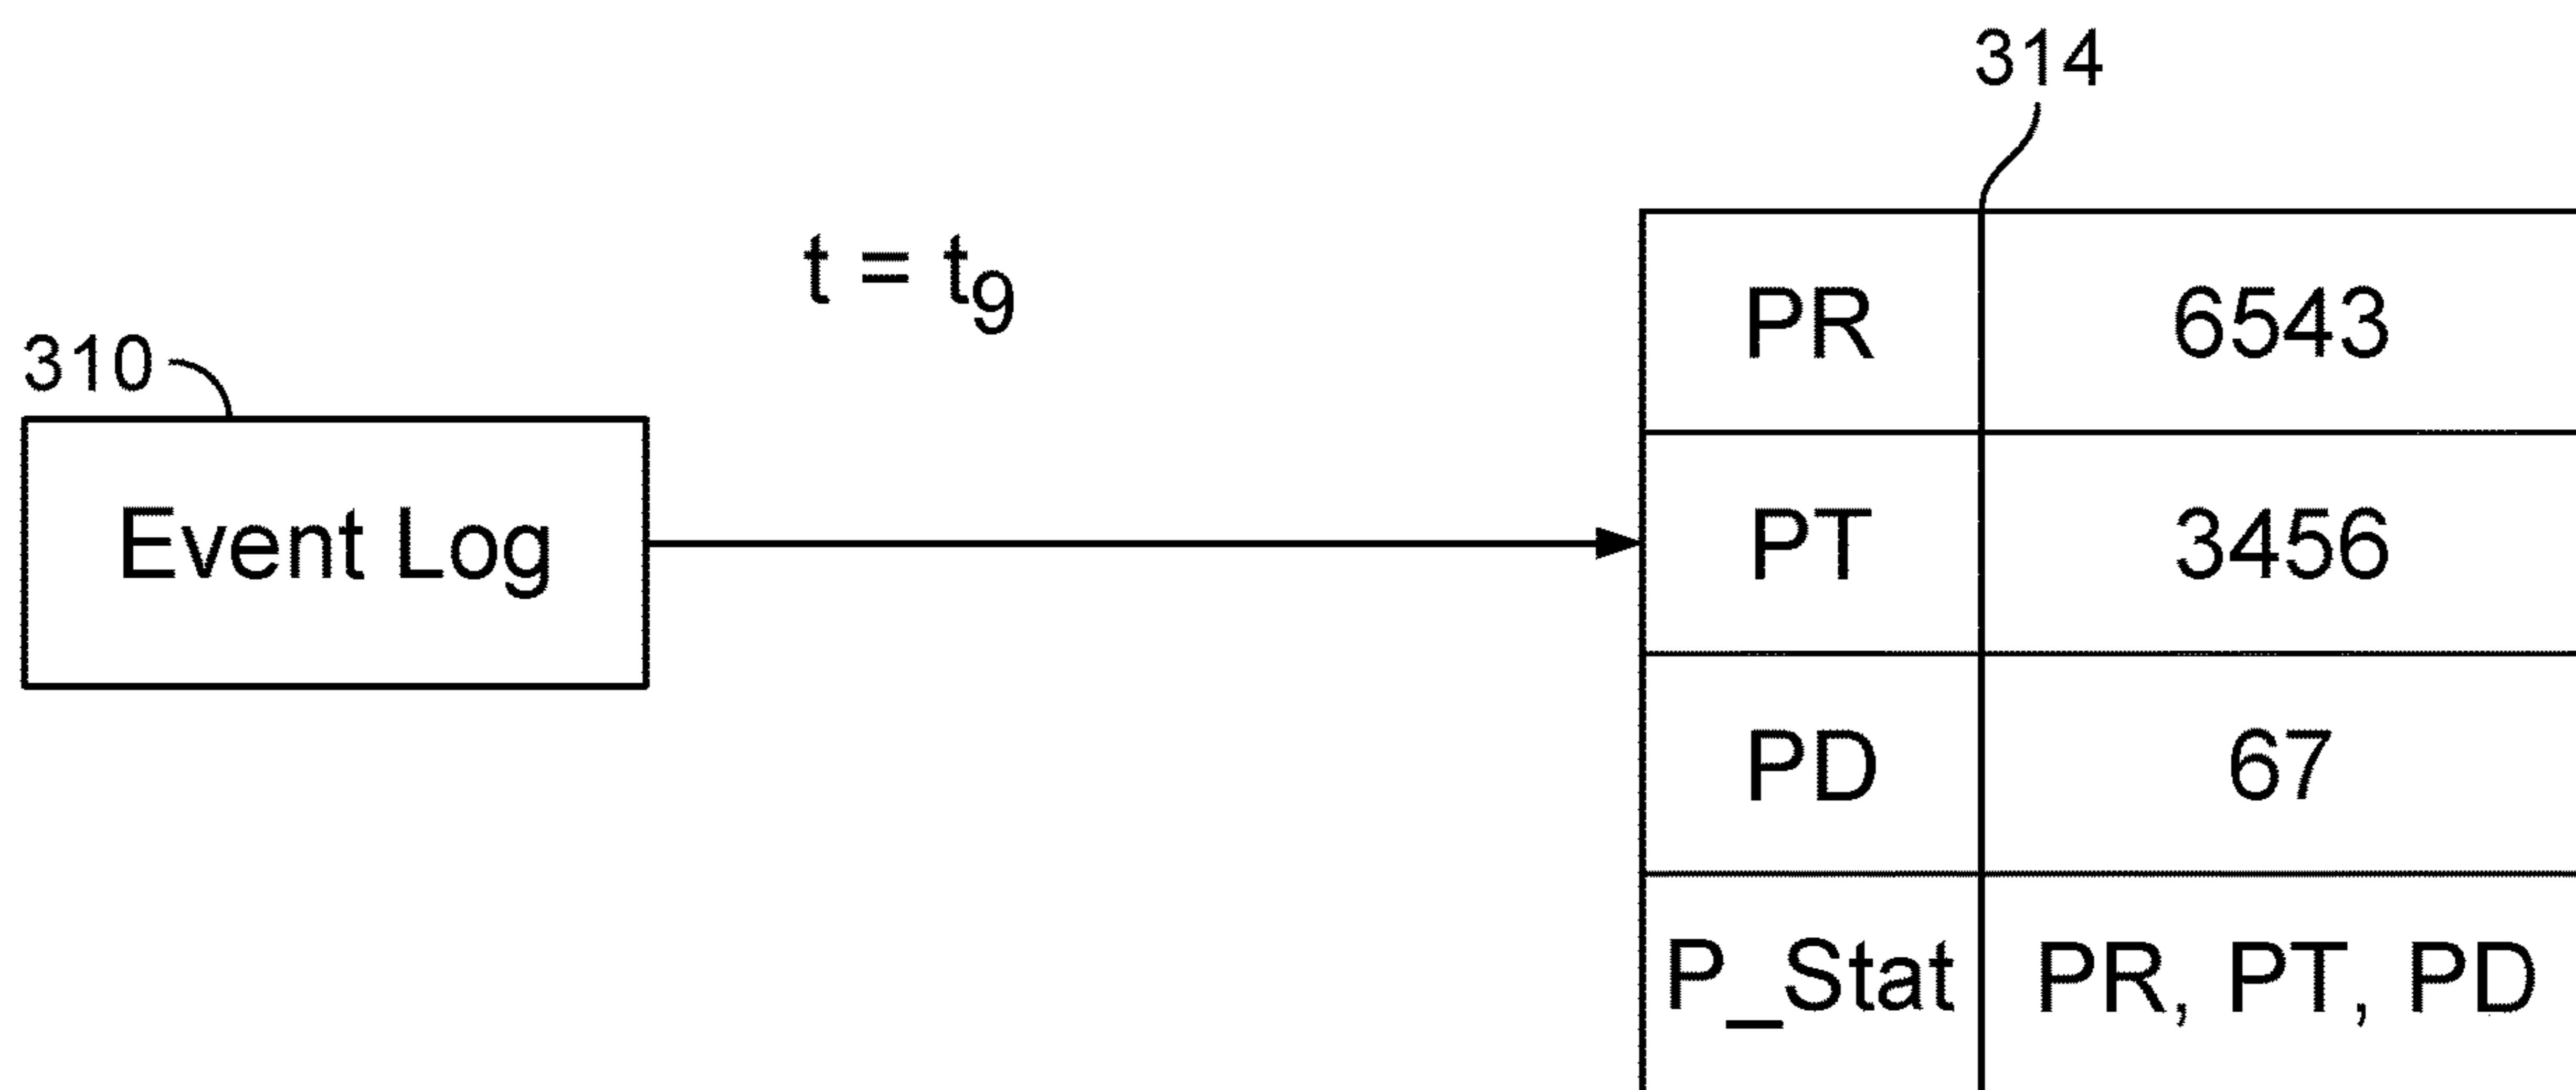 314
t = t9
310
Event Log
PR 6543
PT 3456
PD 67
P_Stat PR, PT, PD